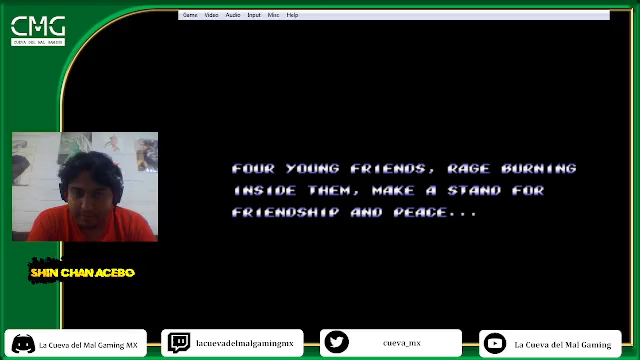 CMG
CUEVA DEL MAL GAMING
Game Video Audio Input Misc Help
FOUR YOUNG FRIENDS, RAGE BURNING
INSIDE THEM, MAKE A STAND FOR
FRIENDSHIP AND PEACE...
SHIN CHAN ACEBO
La Cueva del Mal Gaming MX
lacuevadelmalgamingmx
cueva_mx
La Cueva del Mal Gaming